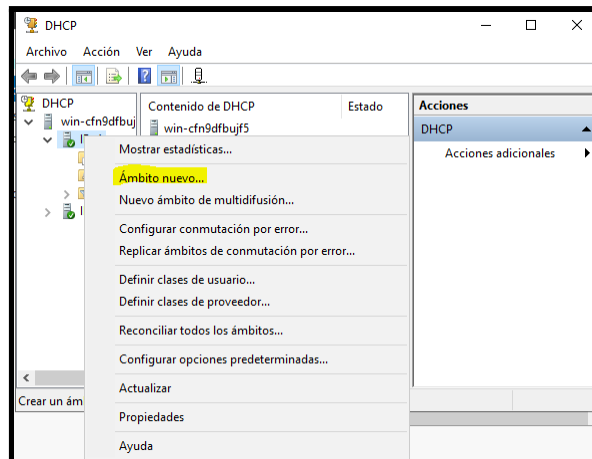 DHCP
Archivo Acción Ver Ayuda
DHCP
win-cfn9dfbuj
Contenido de DHCP Estado
win-cfn9dfbujf5
Acciones
DHCP
Acciones adicionales
Mostrar estadísticas...
Ámbito nuevo...
Nuevo ámbito de multidifusión...
Configurar conmutación por error...
Replicar ámbitos de conmutación por error...
Definir clases de usuario...
Definir clases de proveedor...
Reconciliar todos los ámbitos...
Configurar opciones predeterminadas...
Actualizar
Propiedades
Ayuda
Crear un ám